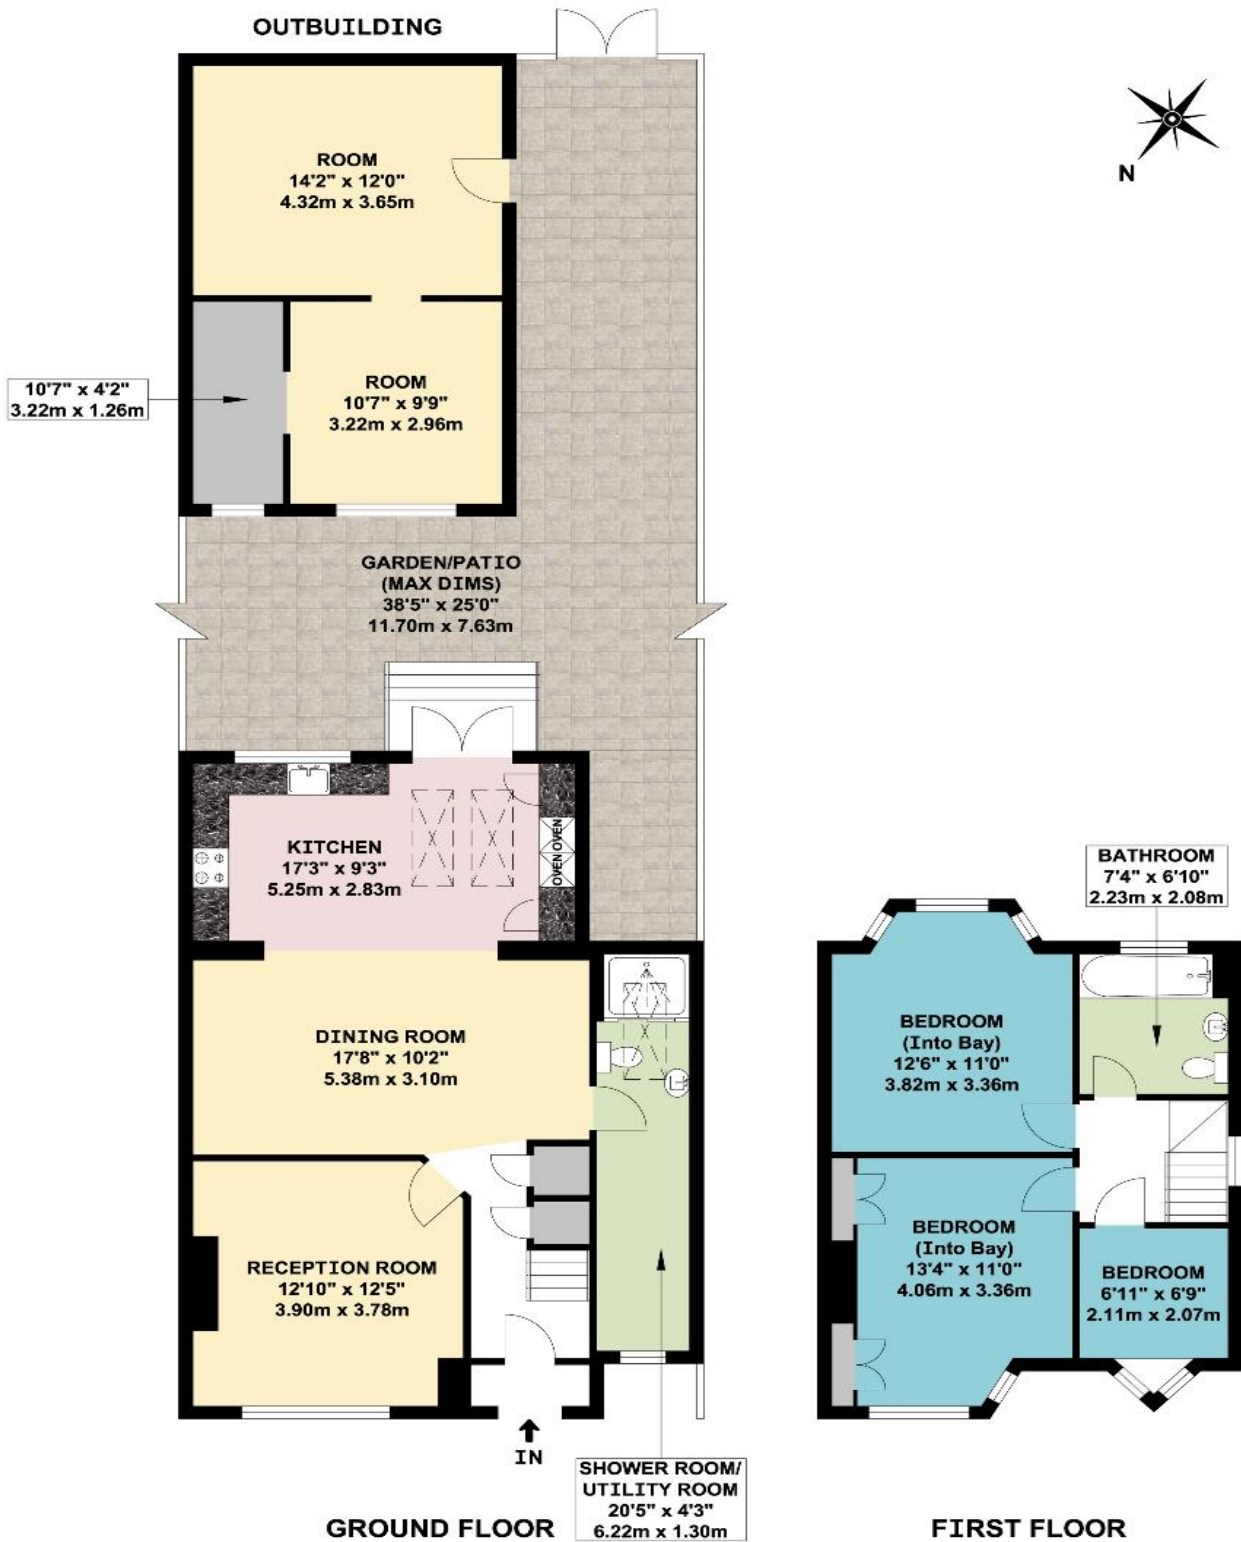 OUTBUILDING
N
ROOM
14'2" x 12'0"
4.32m x 3.65m
10'7" x 4'2"
3.22m x 1.26m
ROOM
10'7" x 9'9"
3.22m x 2.96m
GARDEN/PATIO
(MAX DIMS)
38'5" x 25'0"
11.70m x 7.63m
KITCHEN
17'3" x 9'3"
5.25m x 2.83m
OVEN OVEN
DINING ROOM
17'8" x 10'2"
5.38m x 3.10m
RECEPTION ROOM
12'10" x 12'5"
3.90m x 3.78m
IN
SHOWER ROOM/
UTILITY ROOM
20'5" x 4'3"
6.22m x 1.30m
GROUND FLOOR
BATHROOM
7'4" x 6'10"
2.23m x 2.08m
BEDROOM
(Into Bay)
12'6" x 11'0"
3.82m x 3.36m
BEDROOM
(Into Bay)
13'4" x 11'0"
4.06m x 3.36m
BEDROOM
6'11" x 6'9"
2.11m x 2.07m
FIRST FLOOR